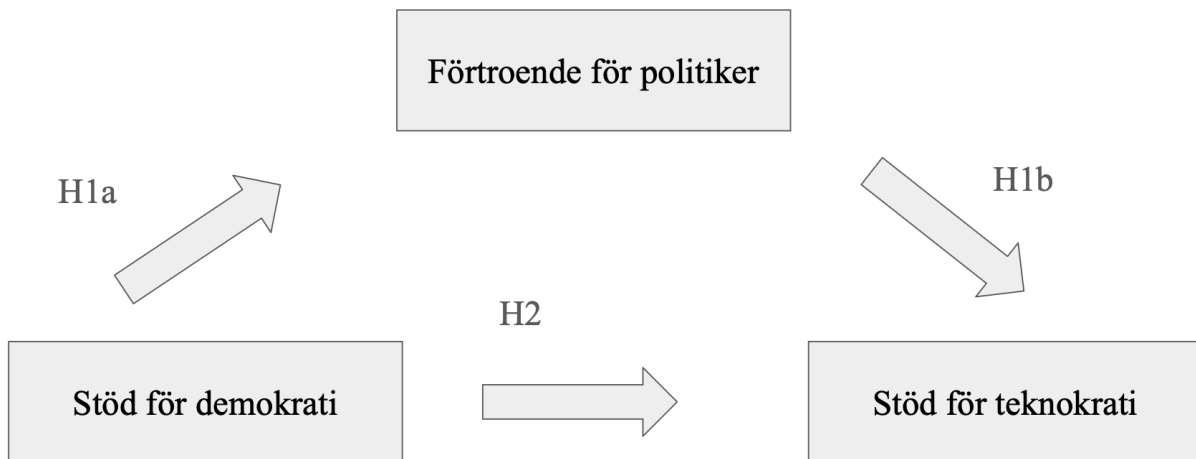 Förtroende för politiker
H1a
H1b
H2
Stöd för demokrati
Stöd för teknokrati